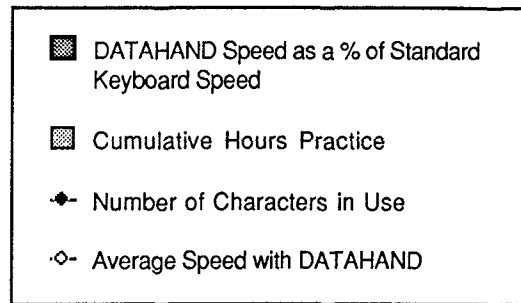 DATAHAND Speed as a % of Standard
Keyboard Speed
Cumulative Hours Practice
Number of Characters in Use
Average Speed with DATAHAND